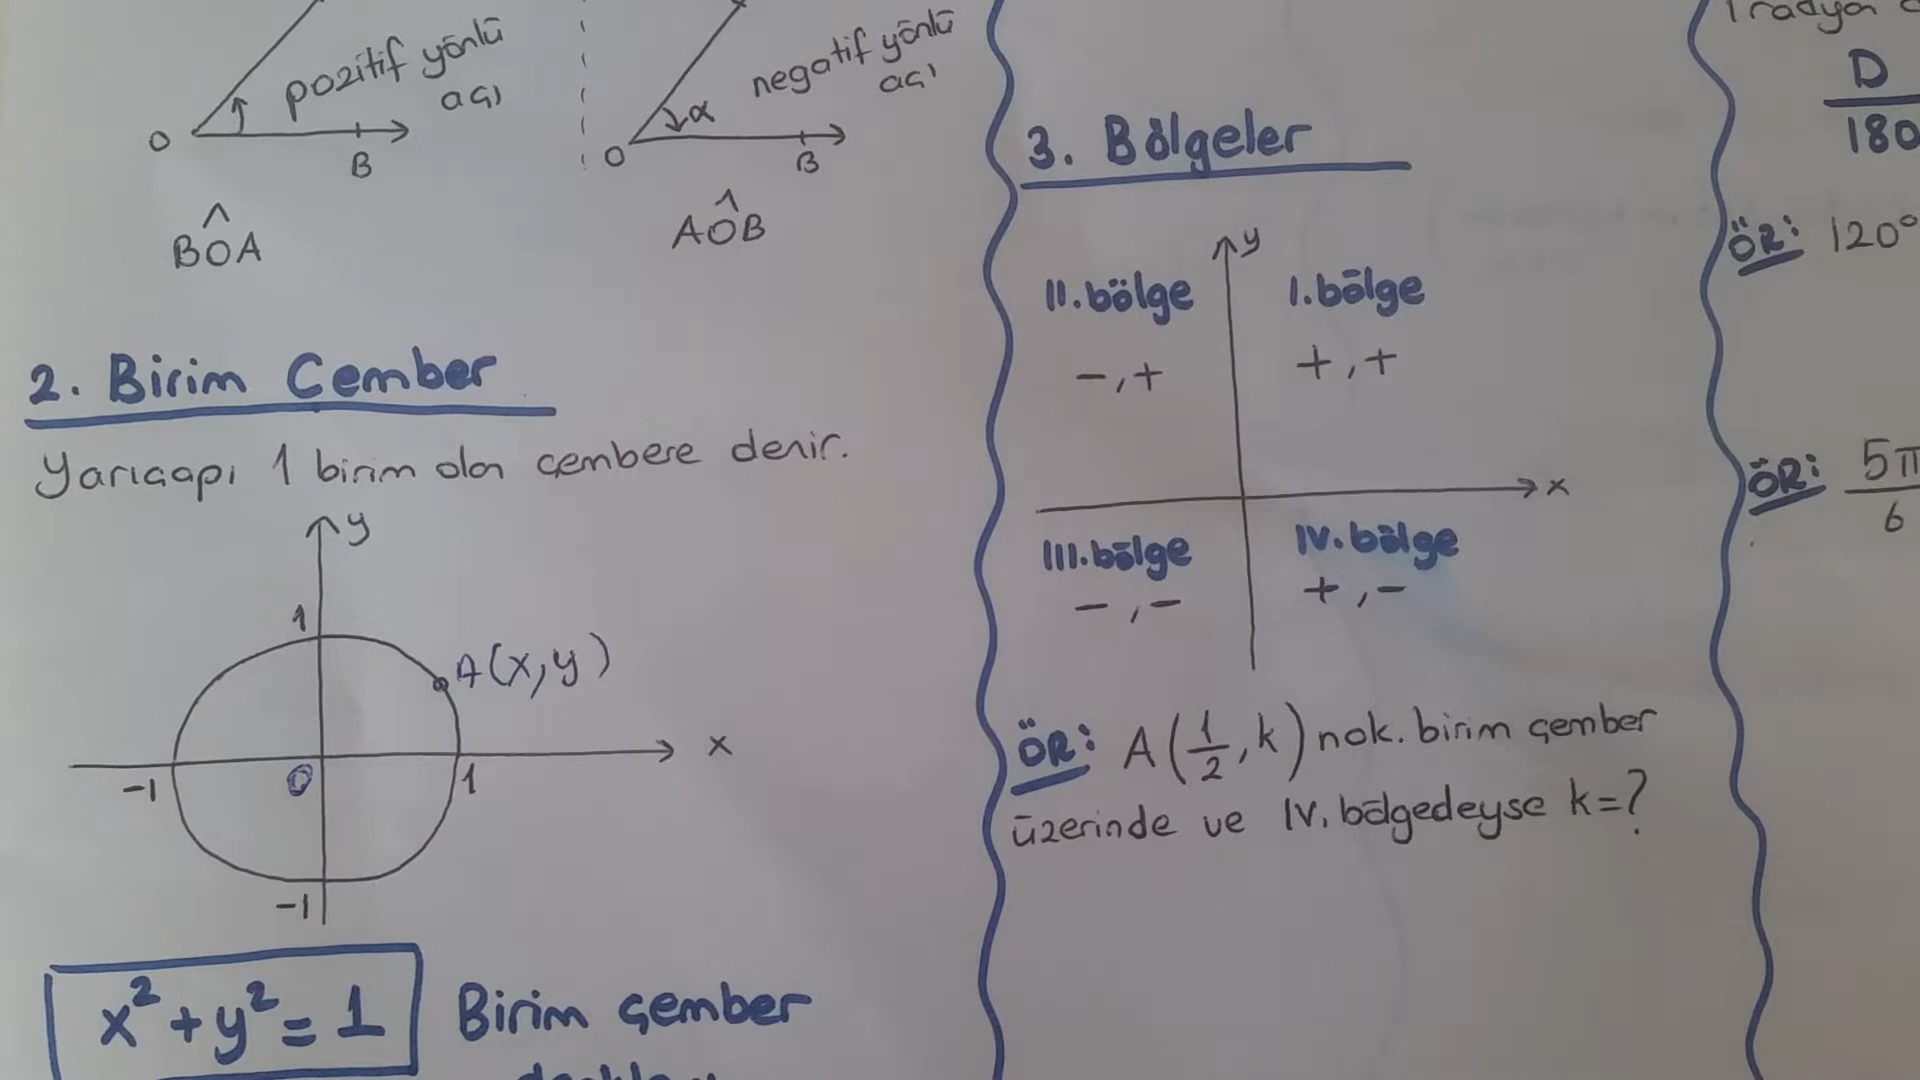 pozitif yönlü
açı
O
B
BÔA
negatif yönlü
açı
α
O
B
AÔB
2. Birim Çember
Yarıçapı 1 birim olan çembere denir.
y
1
A(x,y)
x
-1
O
1
-1
x²+y²=1
Birim çember
3. Bölgeler
y
II.bölge
I.bölge
-,+
+,+
x
III.bölge
IV.bölge
-,-
+,-
ÖR: A(1/2,k) nok. birim çember
üzerinde ve IV. bölgedeyse k=?
1 radya
D
180
ÖR: 120°
ÖR: 5π
6